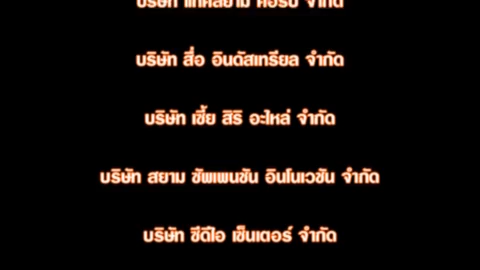 บริษัท สื่อ อินดัสเทรียล จำกัด
บริษัท เชี้ย สิริ อะไหล่ จำกัด
บริษัท สยาม ซัพเพนชัน อินโนเวชัน จำกัด
บริษัท ซีดีไอ เซ็นเตอร์ จำกัด